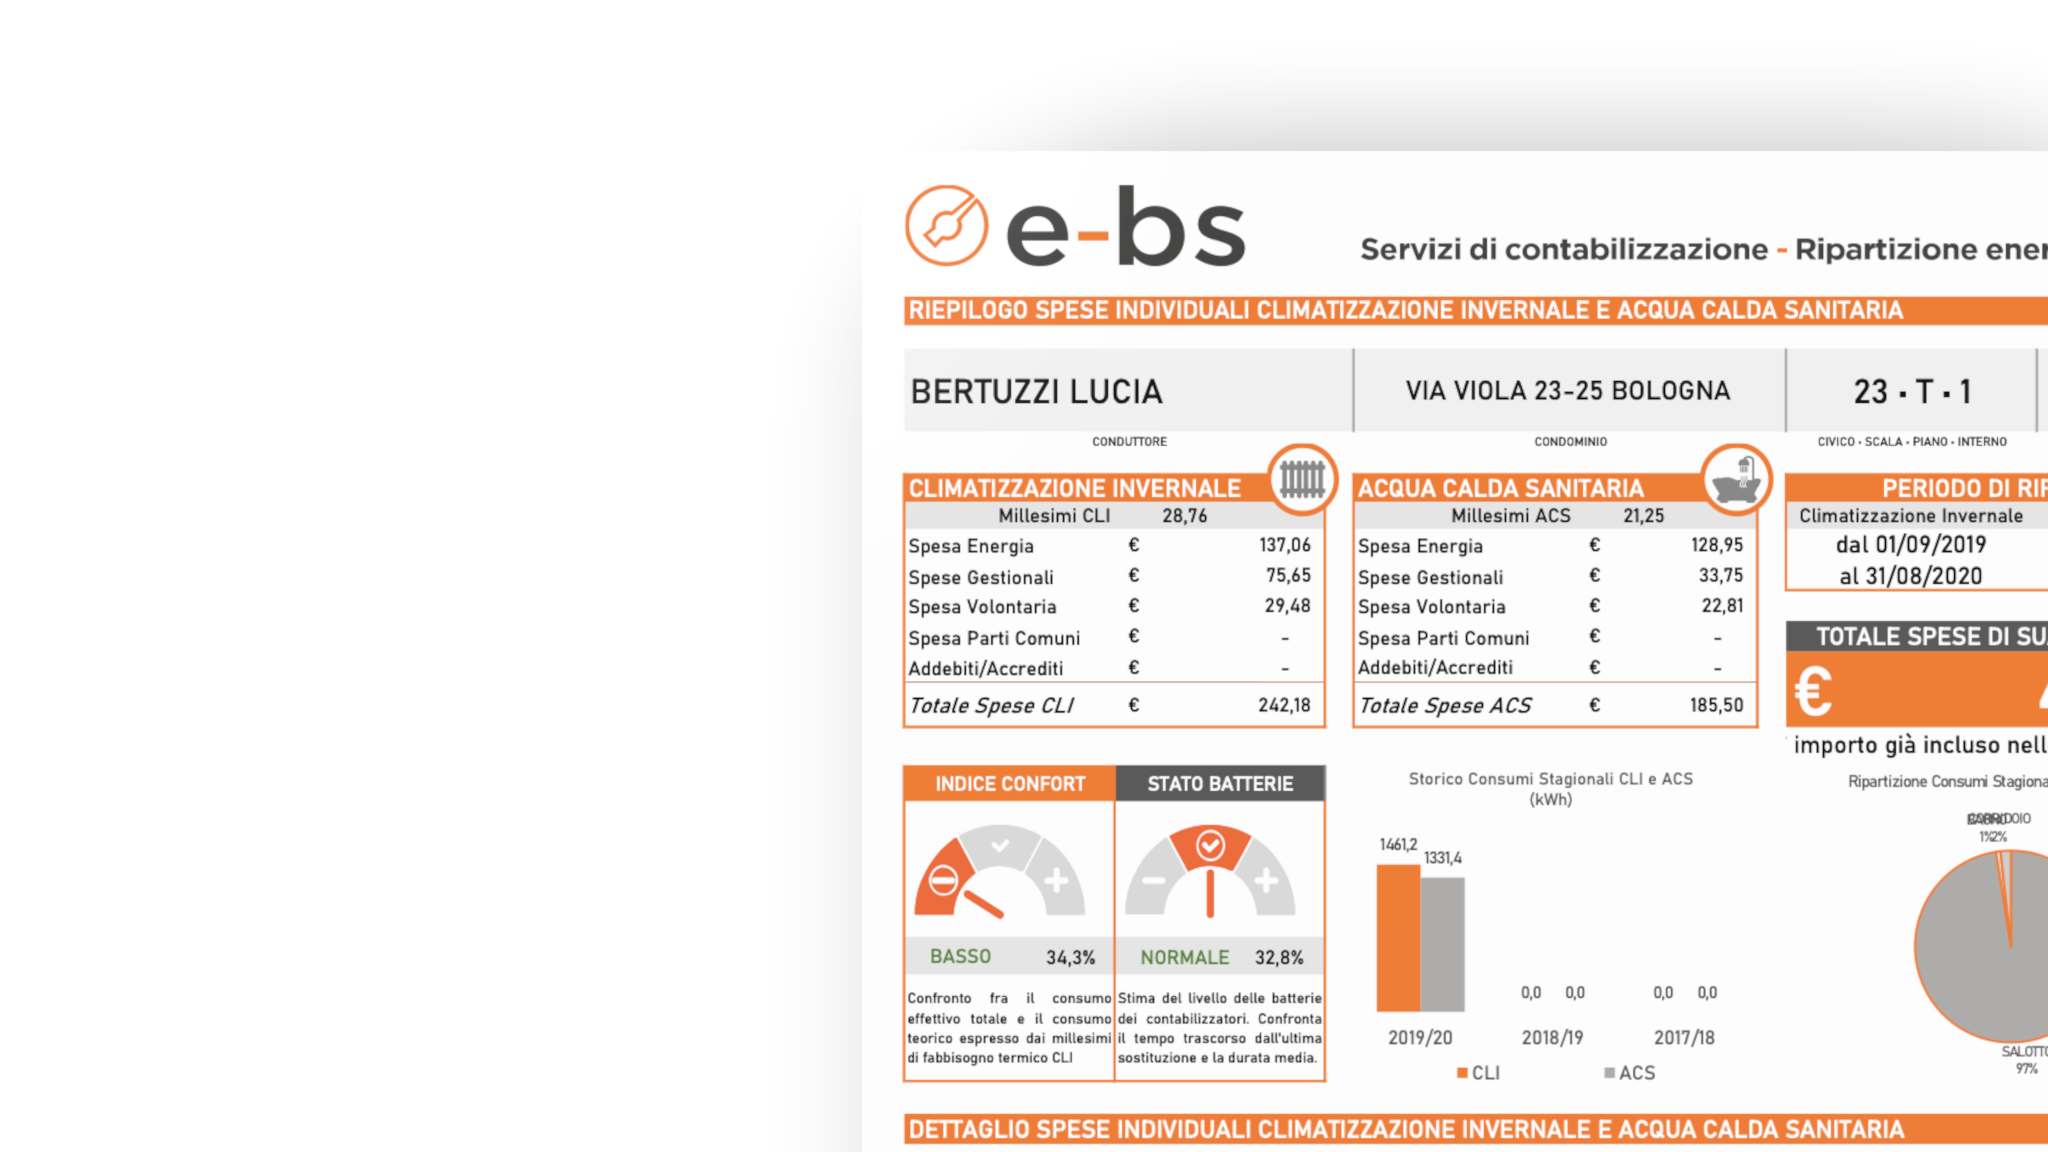 e-bs
Servizi di contabilizzazione - Ripartizione ener
RIEPILOGO SPESE INDIVIDUALI CLIMATIZZAZIONE INVERNALE E ACQUA CALDA SANITARIA
BERTUZZI LUCIA
VIA VIOLA 23-25 BOLOGNA
23 · T · 1
CONDUTTORE
CONDOMINIO
CIVICO · SCALA · PIANO · INTERNO
CLIMATIZZAZIONE INVERNALE
Millesimi CLI 28,76
Spesa Energia € 137,06
Spese Gestionali € 75,65
Spesa Volontaria € 29,48
Spesa Parti Comuni € -
Addebiti/Accrediti € -
Totale Spese CLI € 242,18
ACQUA CALDA SANITARIA
Millesimi ACS 21,25
Spesa Energia € 128,95
Spese Gestionali € 33,75
Spesa Volontaria € 22,81
Spesa Parti Comuni € -
Addebiti/Accrediti € -
Totale Spese ACS € 185,50
PERIODO DI RIF
Climatizzazione Invernale
dal 01/09/2019
al 31/08/2020
TOTALE SPESE DI SU
€
importo già incluso nell
INDICE CONFORT
BASSO 34,3%
Confronto fra il consumo
effettivo totale e il consumo
teorico espresso dai millesimi
di fabbisogno termico CLI
STATO BATTERIE
NORMALE 32,8%
Stima del livello delle batterie
dei contabilizzatori. Confronta
il tempo trascorso dall'ultima
sostituzione e la durata media.
Storico Consumi Stagionali CLI e ACS
(kWh)
1461,2
1331,4
0,0 0,0 0,0 0,0
2019/20 2018/19 2017/18
CLI ACS
Ripartizione Consumi Stagiona
CORRIDOIO
1% 2%
SALOTTO
97%
DETTAGLIO SPESE INDIVIDUALI CLIMATIZZAZIONE INVERNALE E ACQUA CALDA SANITARIA